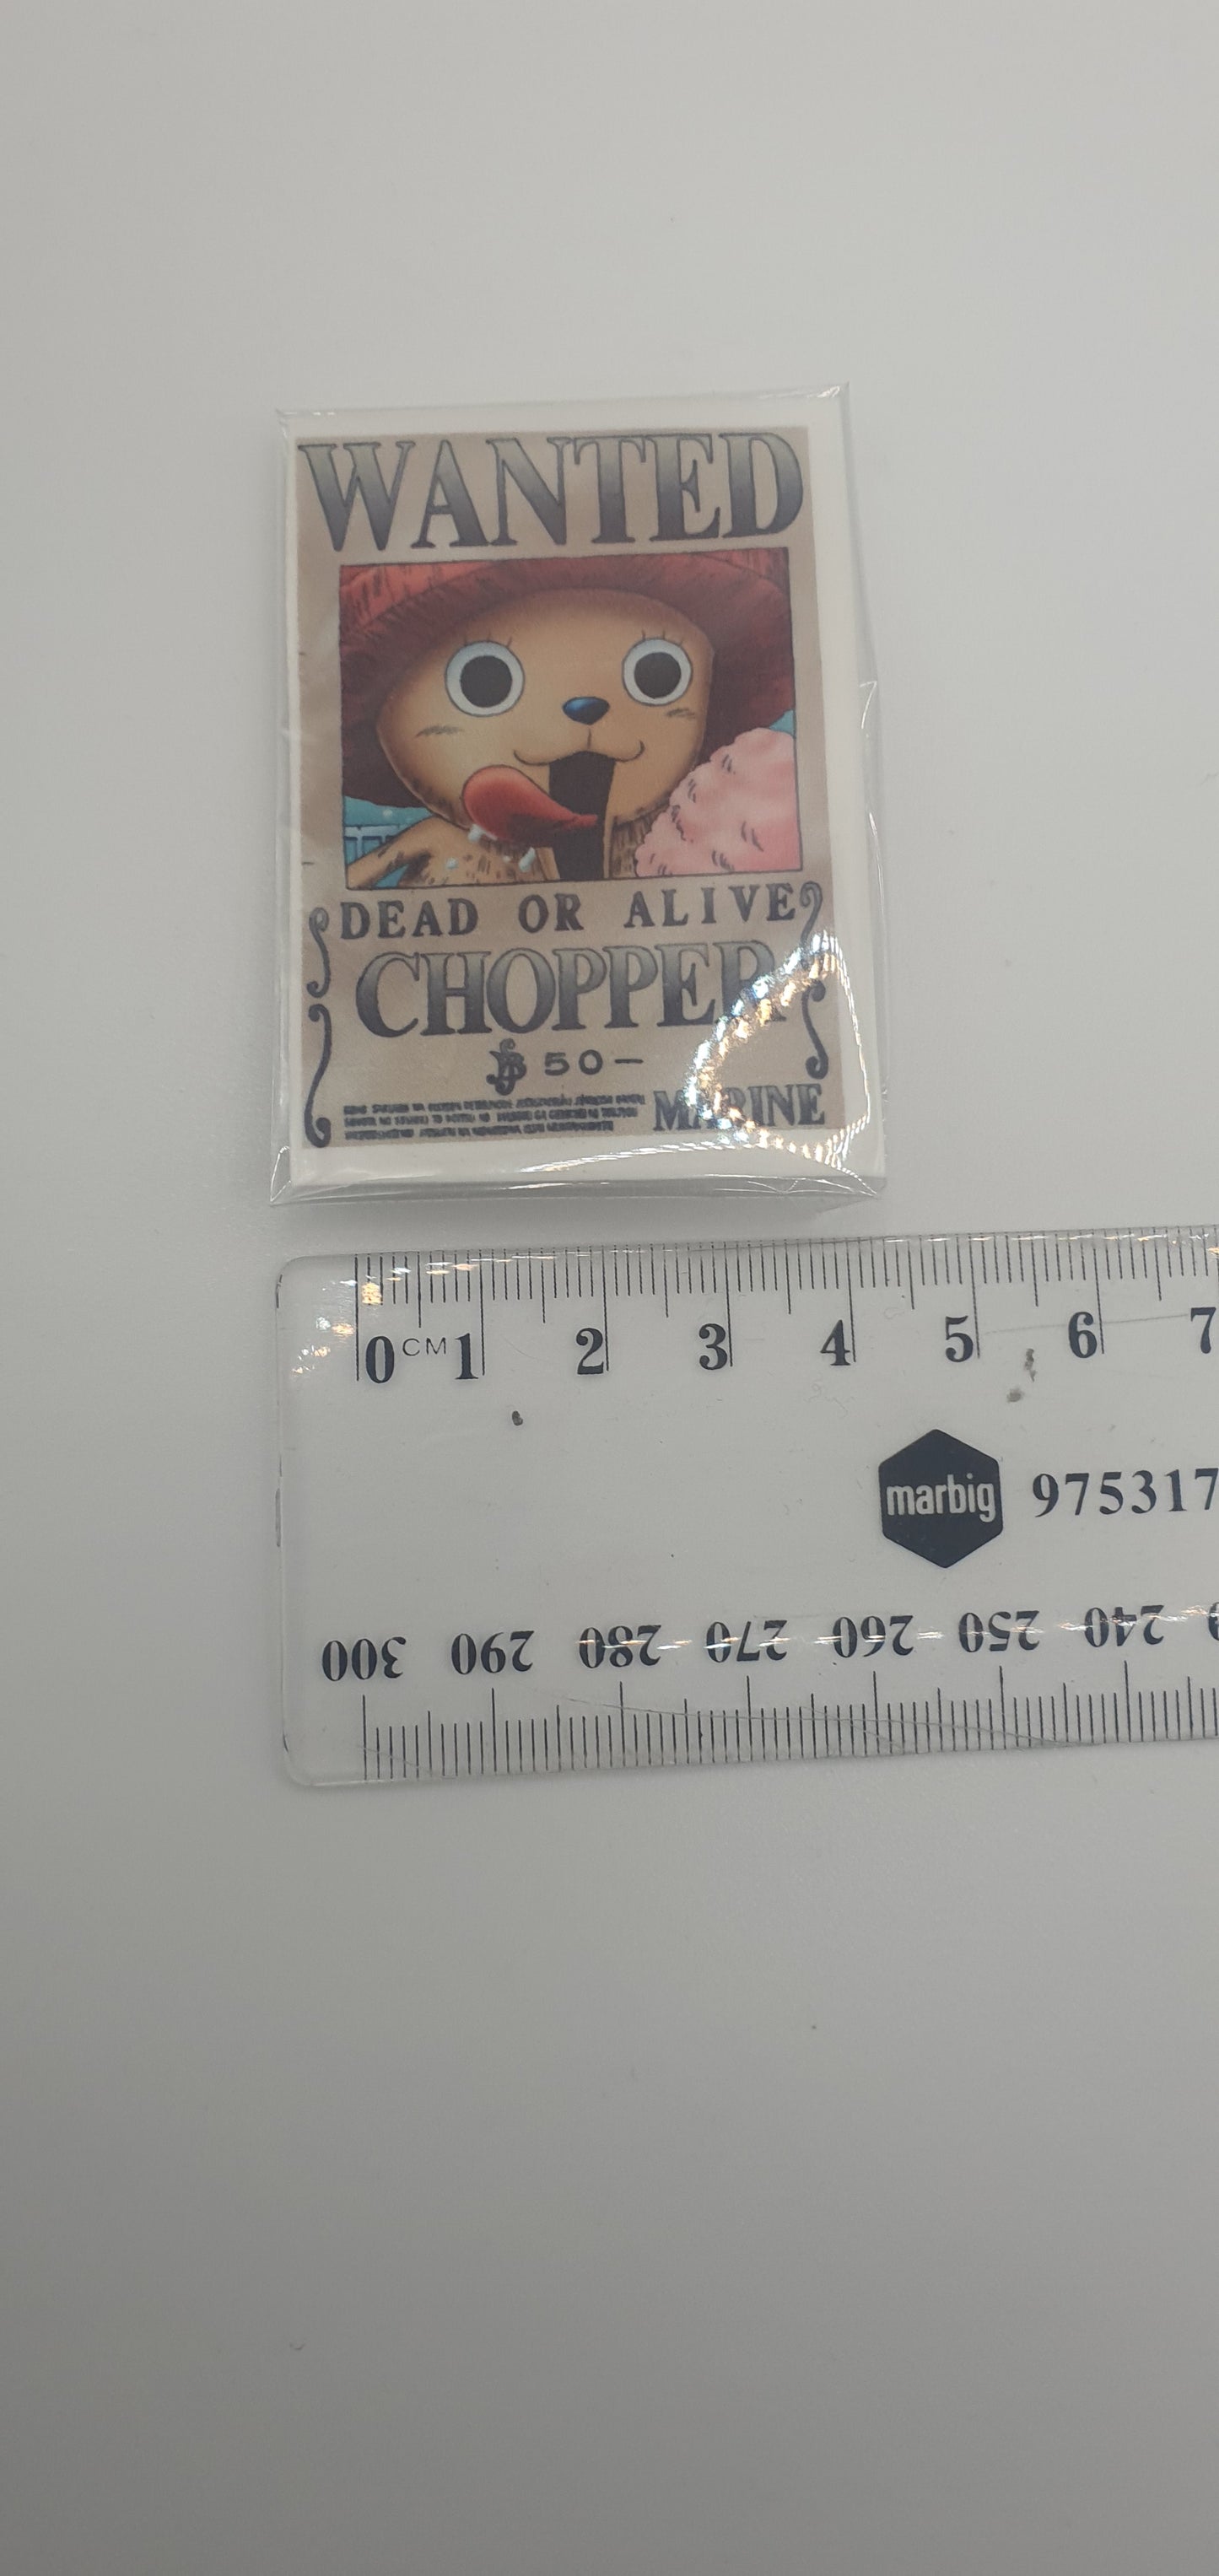 WANTED
DEAD OR ALIVE
CHOPPER
฿50-
MARINE
0 CM 1 2 3 4 5 6 7
marbig 975317
300 290 280 270 260 250 240